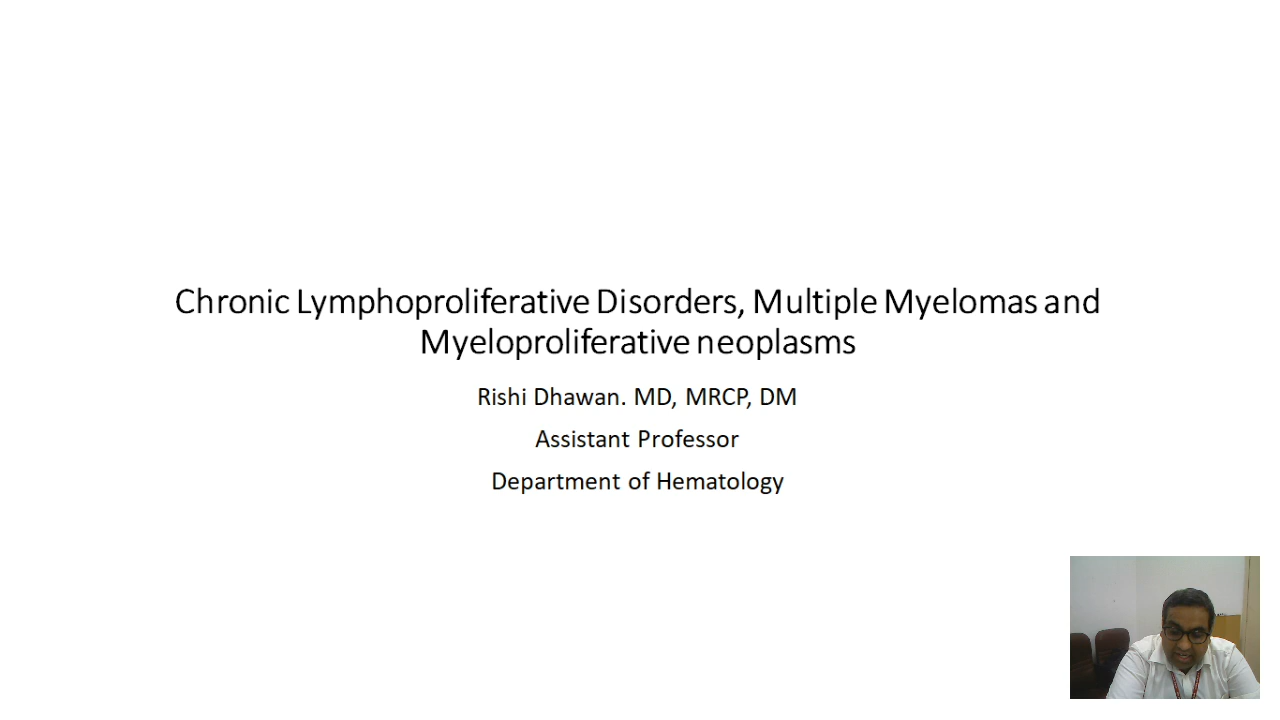 Chronic Lymphoproliferative Disorders, Multiple Myelomas and
Myeloproliferative neoplasms
Rishi Dhawan. MD, MRCP, DM
Assistant Professor
Department of Hematology